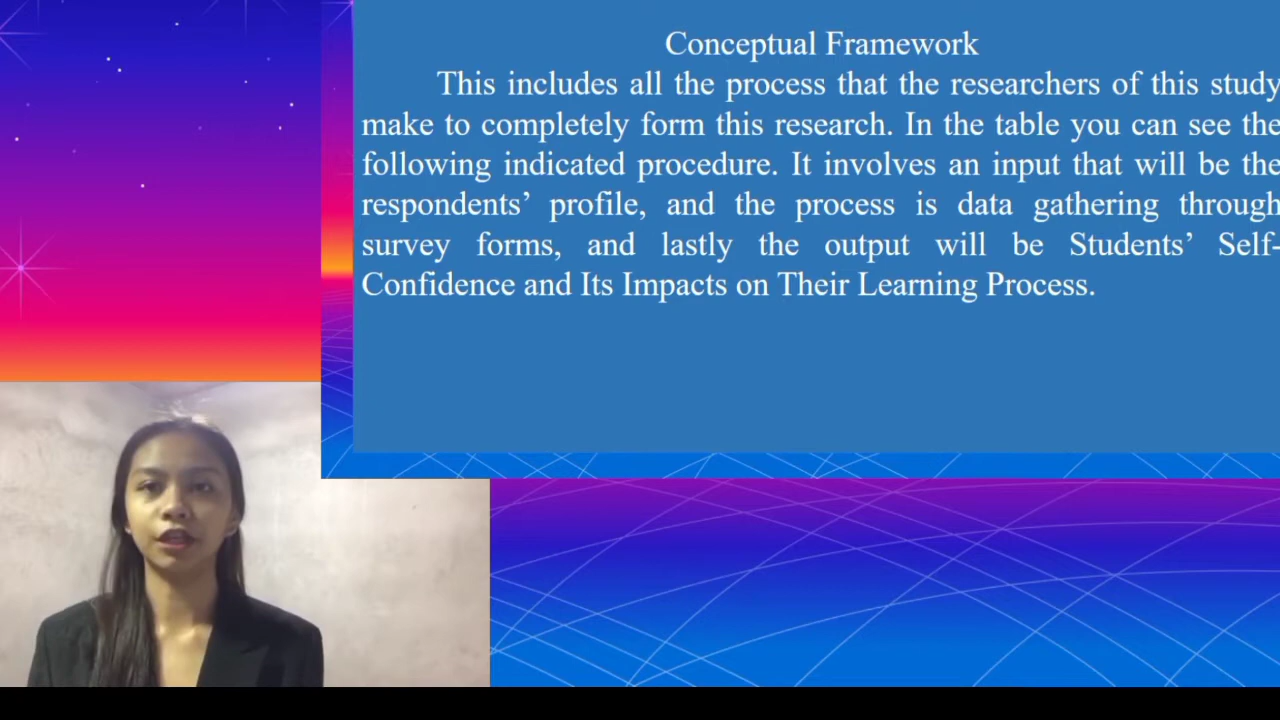 Conceptual Framework
This includes all the process that the researchers of this study
make to completely form this research. In the table you can see the
following indicated procedure. It involves an input that will be the
respondents’ profile, and the process is data gathering through
survey forms, and lastly the output will be Students’ Self-
Confidence and Its Impacts on Their Learning Process.